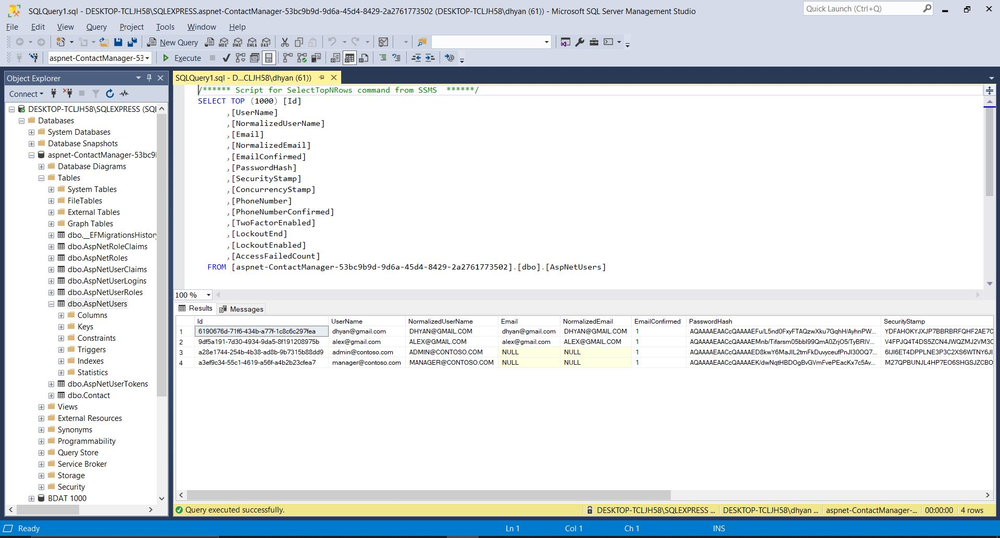 SQLQuery1.sql - DESKTOP-TCLJH58\SQLEXPRESS.aspnet-ContactManager-53bc9b9d-9d6a-45d4-8429-2a2761773502 (DESKTOP-TCLJH58\dhyan (61)) - Microsoft SQL Server Management Studio
Quick Launch (Ctrl+Q)
File Edit View Query Project Tools Window Help
New Query MDX DMX XMLA DAX
aspnet-ContactManager-53 Execute
Object Explorer
Connect
DESKTOP-TCLJH58\SQLEXPRESS (SQL
Databases
System Databases
Database Snapshots
aspnet-ContactManager-53bc9b
Database Diagrams
Tables
System Tables
FileTables
External Tables
Graph Tables
dbo.__EFMigrationsHistory
dbo.AspNetRoleClaims
dbo.AspNetRoles
dbo.AspNetUserClaims
dbo.AspNetUserLogins
dbo.AspNetUserRoles
dbo.AspNetUsers
Columns
Keys
Constraints
Triggers
Indexes
Statistics
dbo.AspNetUserTokens
dbo.Contact
Views
External Resources
Synonyms
Programmability
Query Store
Service Broker
Storage
Security
BDAT 1000
SQLQuery1.sql - D...CLJH58\dhyan (61))
/****** Script for SelectTopNRows command from SSMS  ******/
SELECT TOP (1000) [Id]
,[UserName]
,[NormalizedUserName]
,[Email]
,[NormalizedEmail]
,[EmailConfirmed]
,[PasswordHash]
,[SecurityStamp]
,[ConcurrencyStamp]
,[PhoneNumber]
,[PhoneNumberConfirmed]
,[TwoFactorEnabled]
,[LockoutEnd]
,[LockoutEnabled]
,[AccessFailedCount]
FROM [aspnet-ContactManager-53bc9b9d-9d6a-45d4-8429-2a2761773502].[dbo].[AspNetUsers]
100 %
Results Messages
Id UserName NormalizedUserName Email NormalizedEmail EmailConfirmed PasswordHash SecurityStamp
1 6190676d-71f6-434b-a77f-1c8c6c297fea dhyan@gmail.com DHYAN@GMAIL.COM dhyan@gmail.com DHYAN@GMAIL.COM 1 AQAAAAEAACcQAAAAEFu/L5nd0FxyFTAQzwXku7GqhH/AyhnPW... YDFAHOKYJXJP7BBRBRFQHF2AE7C
2 9df5a191-7d30-4934-9da5-8f191208975b alex@gmail.com ALEX@GMAIL.COM alex@gmail.com ALEX@GMAIL.COM 1 AQAAAAEAACcQAAAAEMnb/Tifarsm05bbl99QmA0ZrjO5/TyBRIV... V4FPJQ4T4DS5ZCN4JWQZMJ2VM3C
3 a28e1744-254b-4b38-ad8b-9b7315b88dd9 admin@contoso.com ADMIN@CONTOSO.COM NULL NULL 1 AQAAAAEAACcQAAAAED8kwY6MaJIL2tmFkDuvyceufPnJl30OQ7... 6IJI6ET4DPPLNE3P3C2XS6WTNY6JI
4 a3ef9c34-55c1-4619-a56f-a4b2b23cfea7 manager@contoso.com MANAGER@CONTOSO.COM NULL NULL 1 AQAAAAEAACcQAAAAEK/dwNqtHBDOgBvGVmFvePEacKx7c5Av... M27QPBUNJL4HP7EO6SHGSJZCBO
Query executed successfully. DESKTOP-TCLJH58\SQLEXPRESS ... DESKTOP-TCLJH58\dhyan ... aspnet-ContactManager-... 00:00:00 4 rows
Ready Ln 1 Col 1 Ch 1 INS